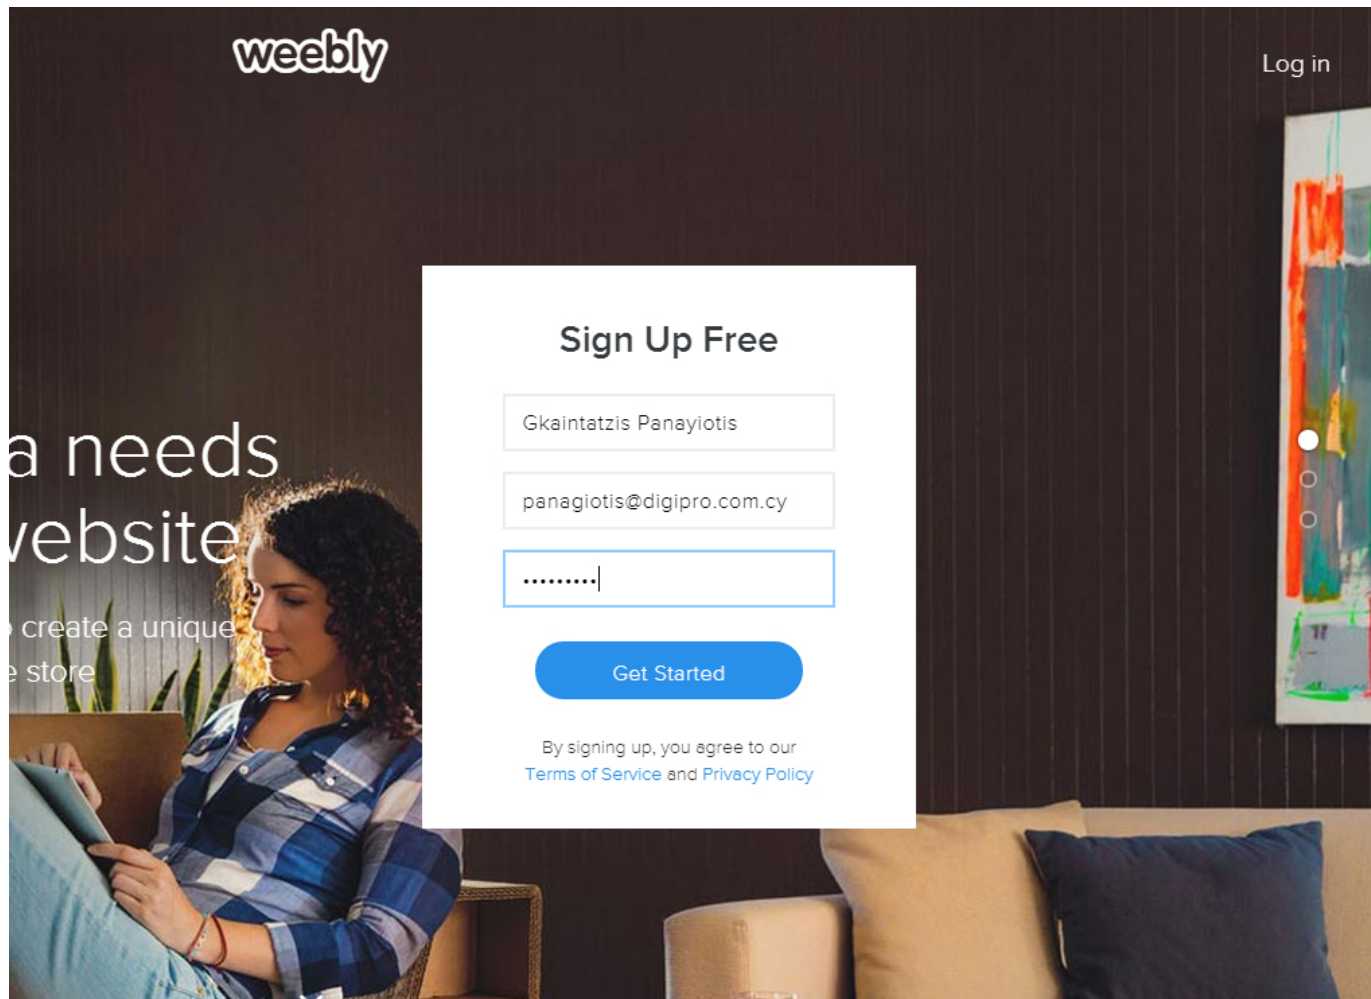 weebly
Log in
Sign Up Free
Gkaintatzis Panayiotis
panagiotis@digipro.com.cy
a needs
website
create a unique
store
•••••••••
Get Started
By signing up, you agree to our
Terms of Service and Privacy Policy